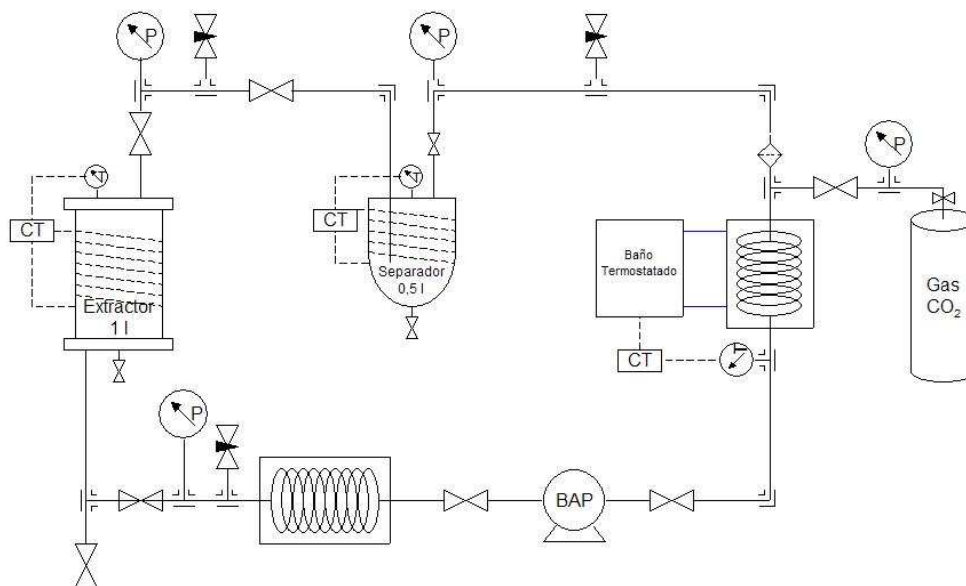 P
P
P
T
T
CT
CT
Baño
Termostatado
Separador
0,5 l
Gas
CO₂
Extractor
1 l
T
CT
P
BAP